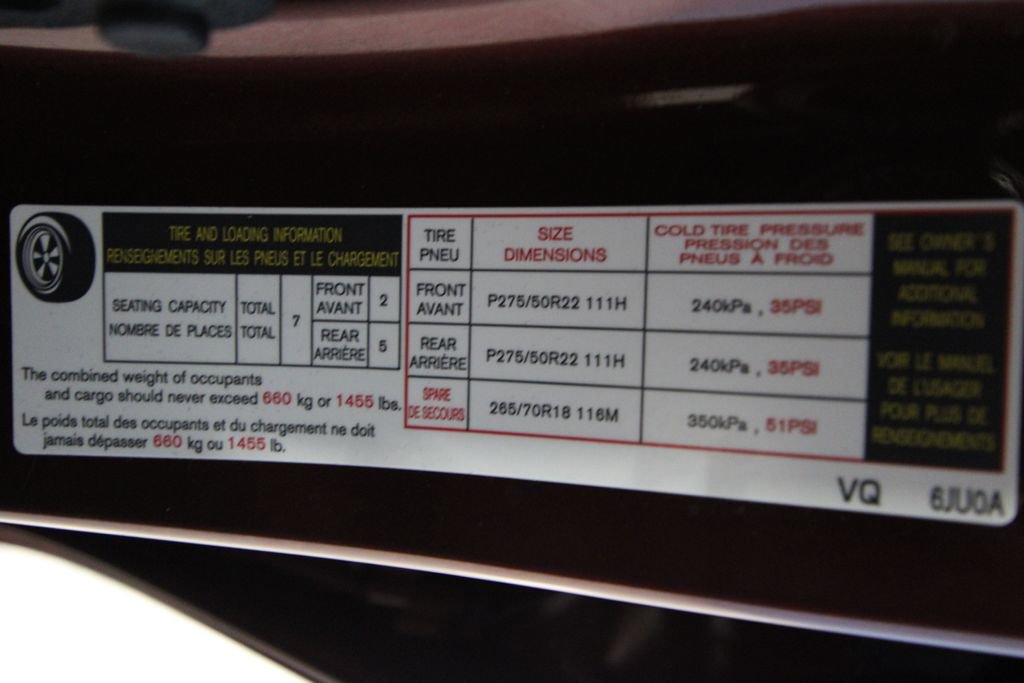 TIRE AND LOADING INFORMATION
RENSEIGNEMENTS SUR LES PNEUS ET LE CHARGEMENT
SEATING CAPACITY TOTAL 7 FRONT 2
NOMBRE DE PLACES TOTAL AVANT
REAR 5
ARRIÈRE
The combined weight of occupants
and cargo should never exceed 660 kg or 1455 lbs.
Le poids total des occupants et du chargement ne doit
jamais dépasser 660 kg ou 1455 lb.
TIRE
PNEU
SIZE
DIMENSIONS
COLD TIRE PRESSURE
PRESSION DES
PNEUS À FROID
FRONT
AVANT
P275/50R22 111H
240kPa , 35PSI
REAR
ARRIÈRE
P275/50R22 111H
240kPa , 35PSI
SPARE
DE SECOURS
265/70R18 116M
350kPa , 51PSI
SEE OWNER'S
MANUAL FOR
ADDITIONAL
INFORMATION
VOIR LE MANUEL
DE L'USAGER
POUR PLUS DE
RENSEIGNEMENTS
VQ 6JU0A